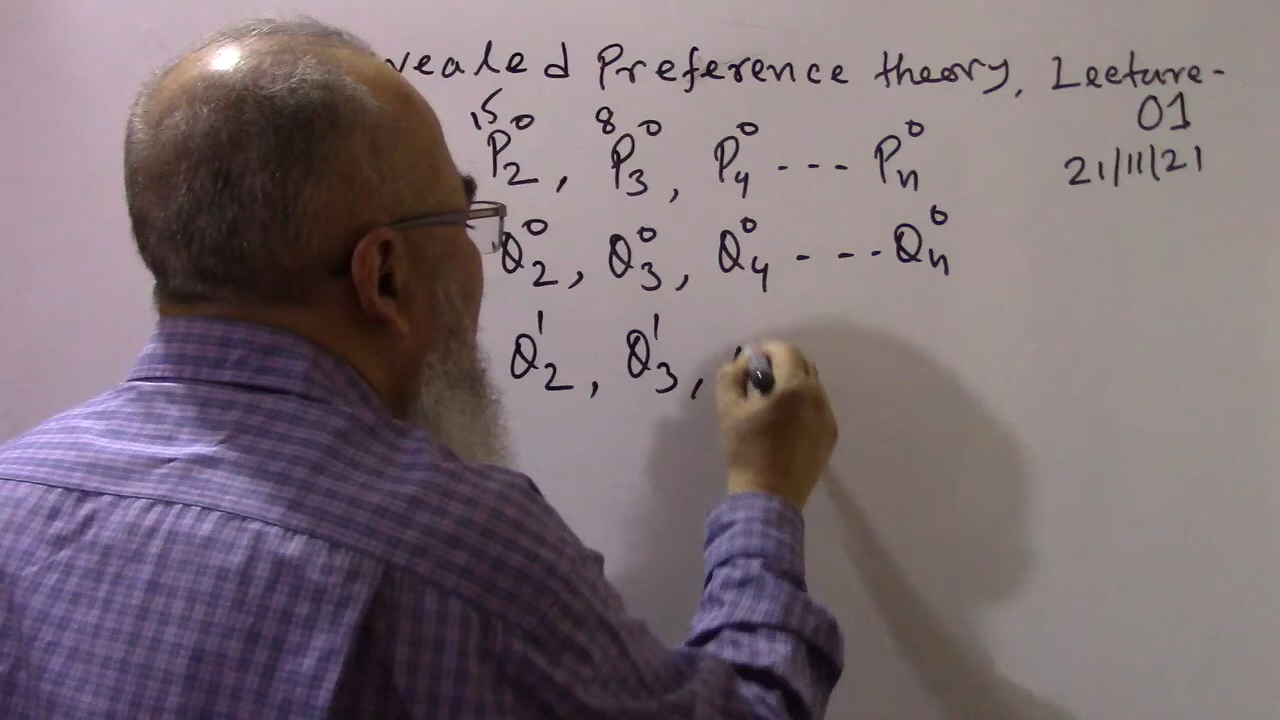 vealed Preference theory, Lecture-
01
21/11/21
15 8
P₂⁰, P₃⁰, P₄⁰ --- Pₙ⁰
Q₂⁰, Q₃⁰, Q₄⁰ - - -- Qₙ⁰
Q₂¹, Q₃¹,